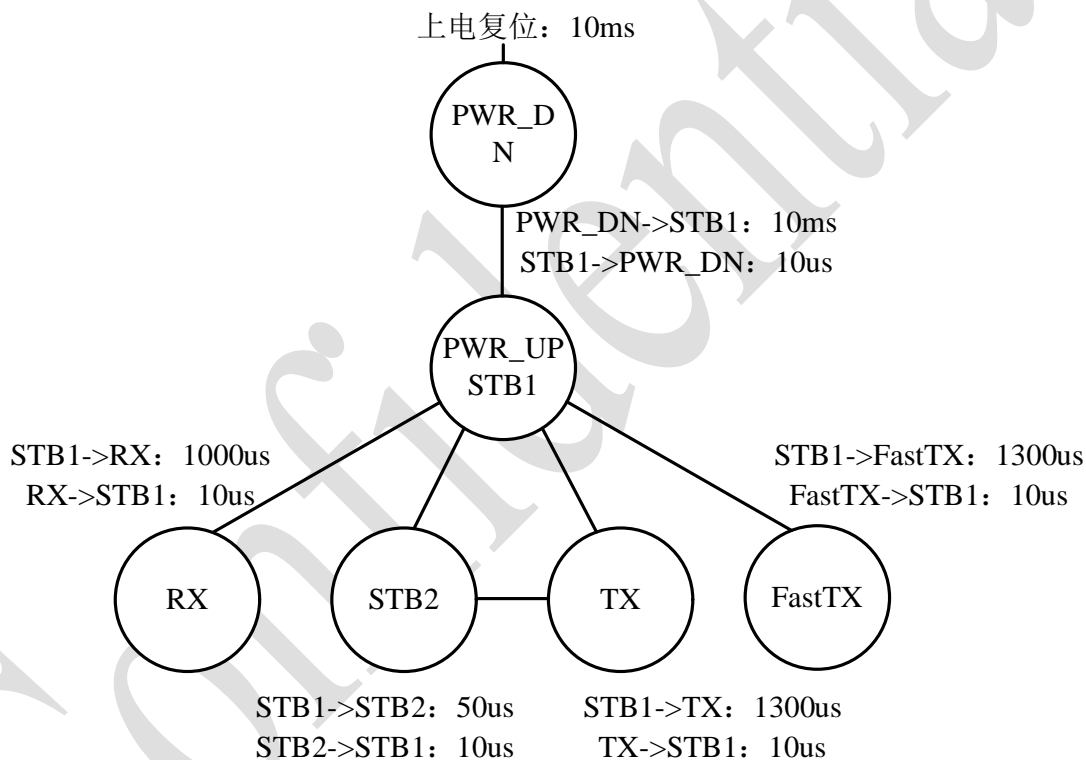 上电复位：10ms
PWR_D
N
PWR_DN->STB1：10ms
STB1->PWR_DN：10us
PWR_UP
STB1
STB1->RX：1000us
RX->STB1：10us
STB1->FastTX：1300us
FastTX->STB1：10us
RX
STB2
TX
FastTX
STB1->STB2：50us
STB2->STB1：10us
STB1->TX：1300us
TX->STB1：10us
onfidentia